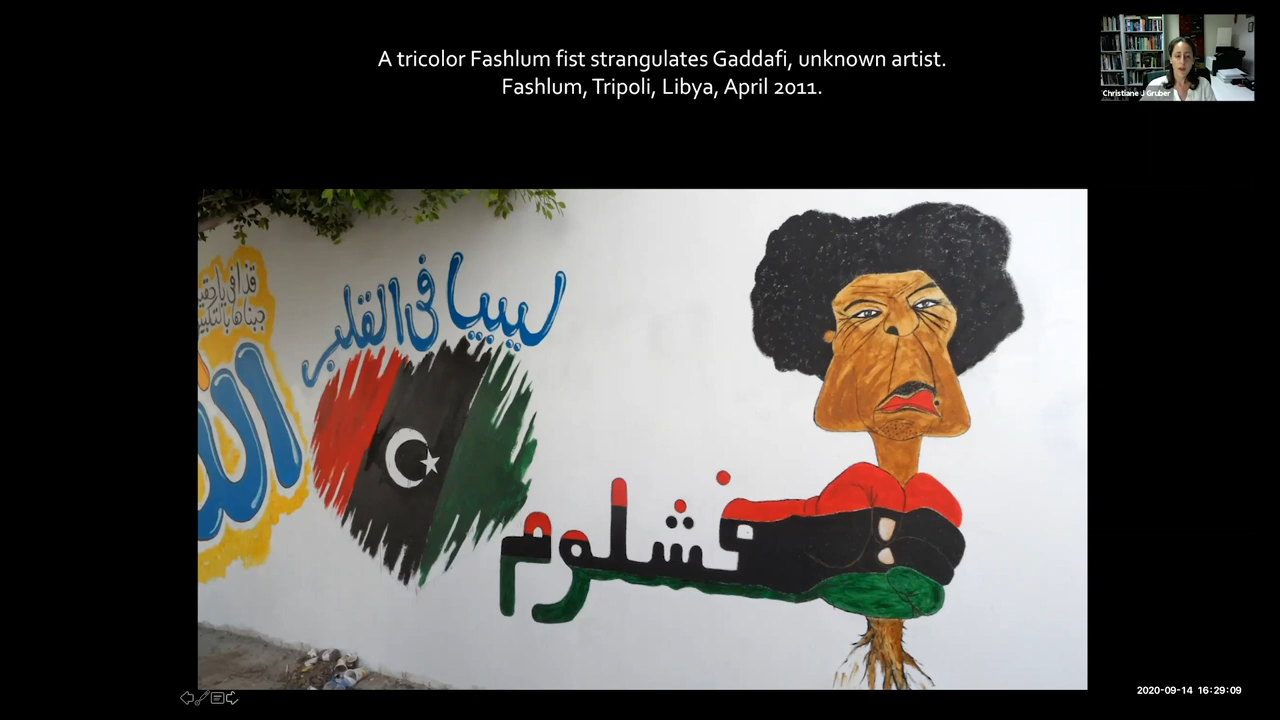 A tricolor Fashlum fist strangulates Gaddafi, unknown artist.
Fashlum, Tripoli, Libya, April 2011.
Christiane J Gruber
ليبيا فى القلب
فشلوم
2020-09-14 16:29:09